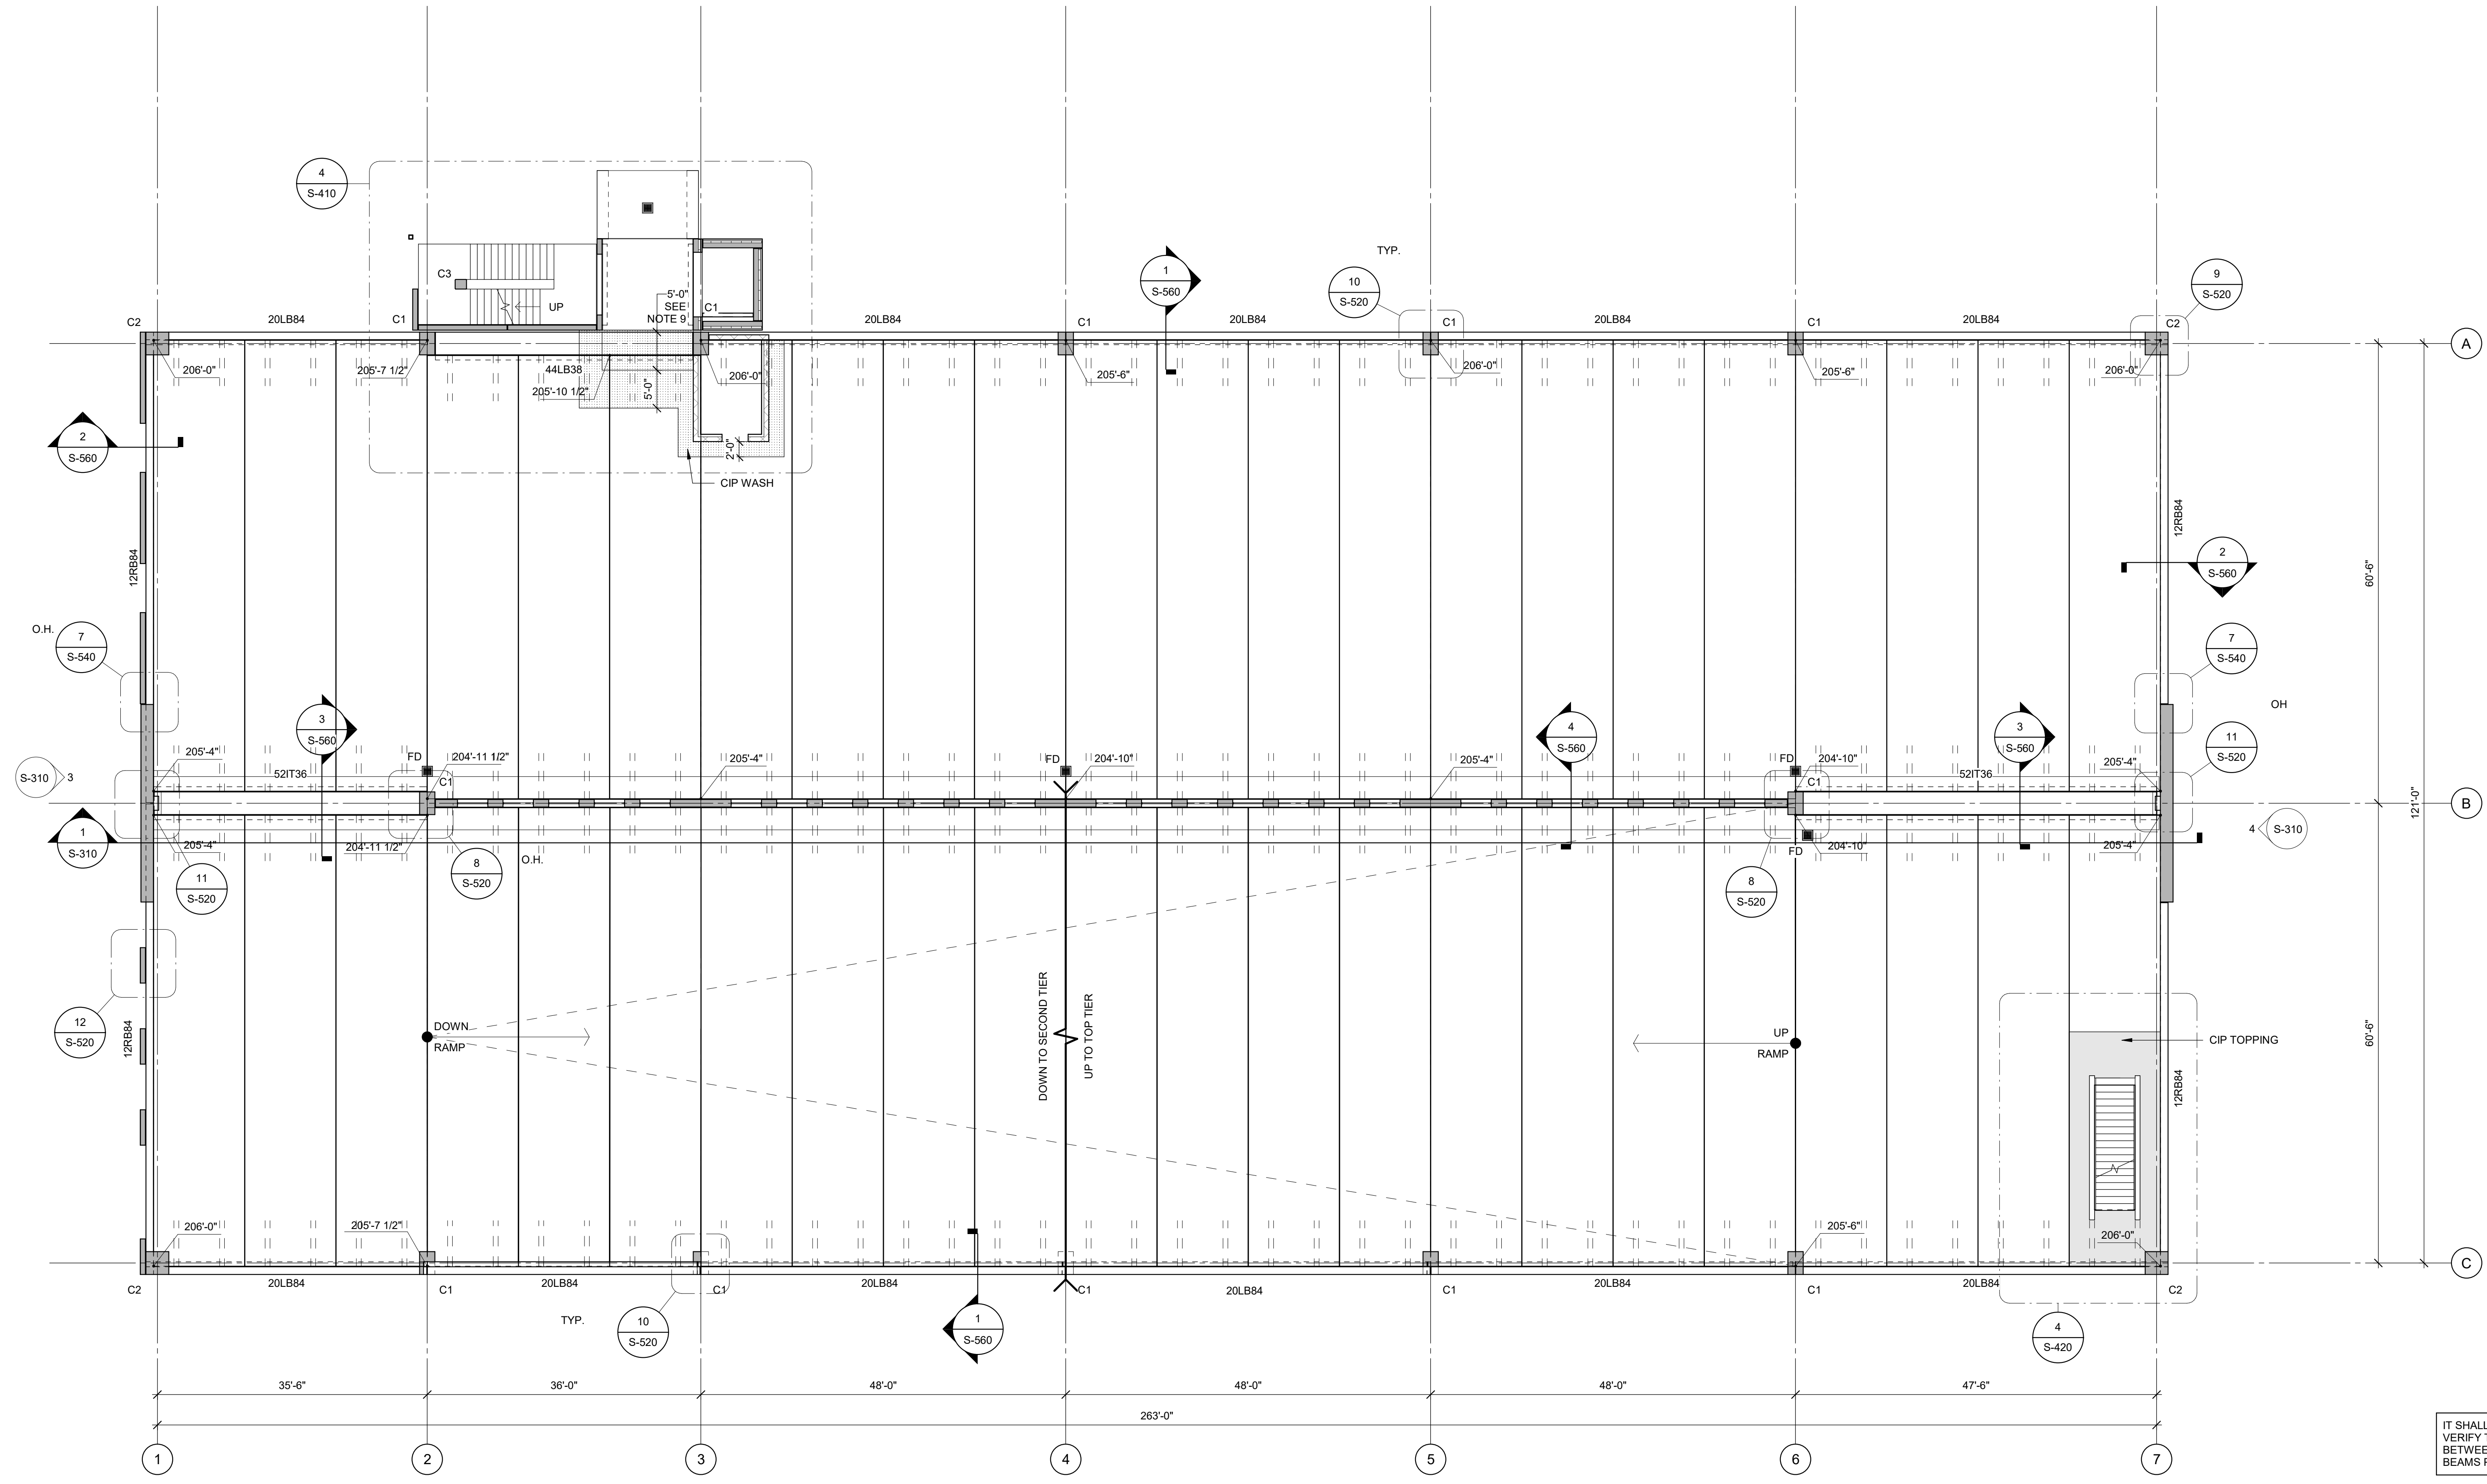 4
S-410
C3
UP
5'-0"
SEE
NOTE 9
C1
1
S-560
TYP.
10
S-520
9
S-520
C2
20LB84
C1
20LB84
C1
20LB84
C1
20LB84
C1
20LB84
C2
A
206'-0"
205'-7 1/2"
44LB38
205'-10 1/2"
5'-0"
206'-0"
205'-6"
206'-0"
205'-6"
206'-0"
2
S-560
2'-0"
CIP WASH
12RB84
12RB84
2
S-560
60'-6"
O.H.
7
S-540
7
S-540
OH
3
S-560
4
S-560
3
S-560
11
S-520
205'-4"
FD
204'-11 1/2"
205'-4"
FD
204'-10"
205'-4"
FD
204'-10"
205'-4"
S-310
3
52IT36
C1
C1
52IT36
121'-0"
B
1
S-310
205'-4"
204'-11 1/2"
8
S-520
O.H.
FD
204'-10"
205'-4"
4
S-310
11
S-520
8
S-520
12
S-520
12RB84
DOWN
RAMP
DOWN TO SECOND TIER
UP TO TOP TIER
UP
RAMP
CIP TOPPING
12RB84
60'-6"
206'-0"
205'-7 1/2"
205'-6"
206'-0"
C
C2
20LB84
C1
20LB84
C1
20LB84
C1
20LB84
C1
20LB84
C1
20LB84
C2
TYP.
10
S-520
1
S-560
4
S-420
35'-6"
36'-0"
48'-0"
48'-0"
48'-0"
47'-6"
263'-0"
1
2
3
4
5
6
7
IT SHALL
VERIFY
BETWEE
BEAMS